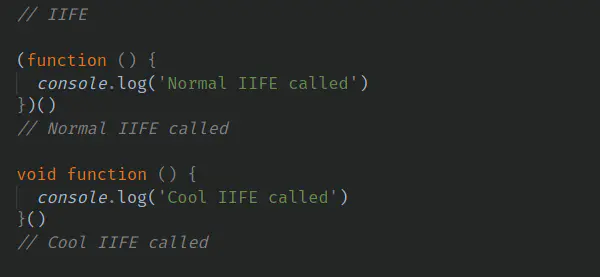 // IIFE
(function () {
  console.log('Normal IIFE called')
})()
// Normal IIFE called
void function () {
  console.log('Cool IIFE called')
}()
// Cool IIFE called